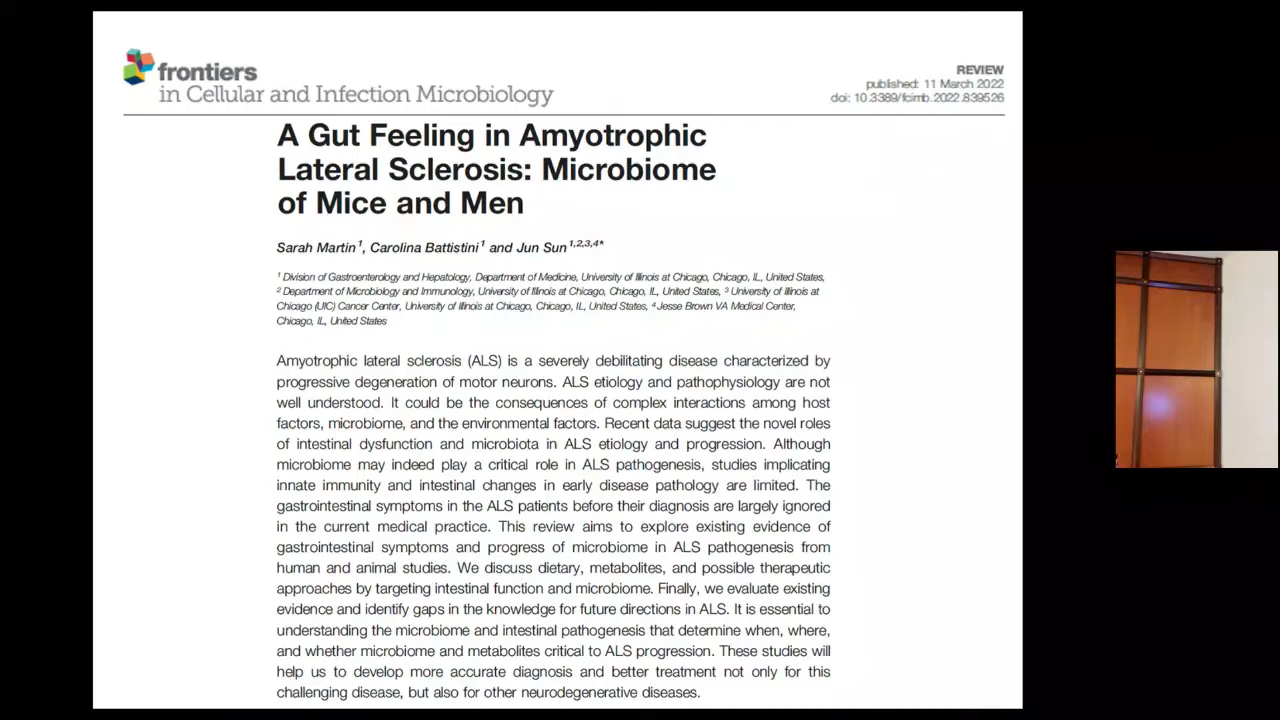 frontiers
in Cellular and Infection Microbiology
REVIEW
published: 11 March 2022
doi: 10.3389/fcimb.2022.839526
A Gut Feeling in Amyotrophic
Lateral Sclerosis: Microbiome
of Mice and Men
Sarah Martin 1, Carolina Battistini 1 and Jun Sun 1,2,3,4*
1 Division of Gastroenterology and Hepatology, Department of Medicine, University of Illinois at Chicago, Chicago, IL, United States,
2 Department of Microbiology and Immunology, University of Illinois at Chicago, Chicago, IL, United States, 3 University of Illinois at
Chicago (UIC) Cancer Center, University of Illinois at Chicago, Chicago, IL, United States, 4 Jesse Brown VA Medical Center,
Chicago, IL, United States
Amyotrophic lateral sclerosis (ALS) is a severely debilitating disease characterized by
progressive degeneration of motor neurons. ALS etiology and pathophysiology are not
well understood. It could be the consequences of complex interactions among host
factors, microbiome, and the environmental factors. Recent data suggest the novel roles
of intestinal dysfunction and microbiota in ALS etiology and progression. Although
microbiome may indeed play a critical role in ALS pathogenesis, studies implicating
innate immunity and intestinal changes in early disease pathology are limited. The
gastrointestinal symptoms in the ALS patients before their diagnosis are largely ignored
in the current medical practice. This review aims to explore existing evidence of
gastrointestinal symptoms and progress of microbiome in ALS pathogenesis from
human and animal studies. We discuss dietary, metabolites, and possible therapeutic
approaches by targeting intestinal function and microbiome. Finally, we evaluate existing
evidence and identify gaps in the knowledge for future directions in ALS. It is essential to
understanding the microbiome and intestinal pathogenesis that determine when, where,
and whether microbiome and metabolites critical to ALS progression. These studies will
help us to develop more accurate diagnosis and better treatment not only for this
challenging disease, but also for other neurodegenerative diseases.